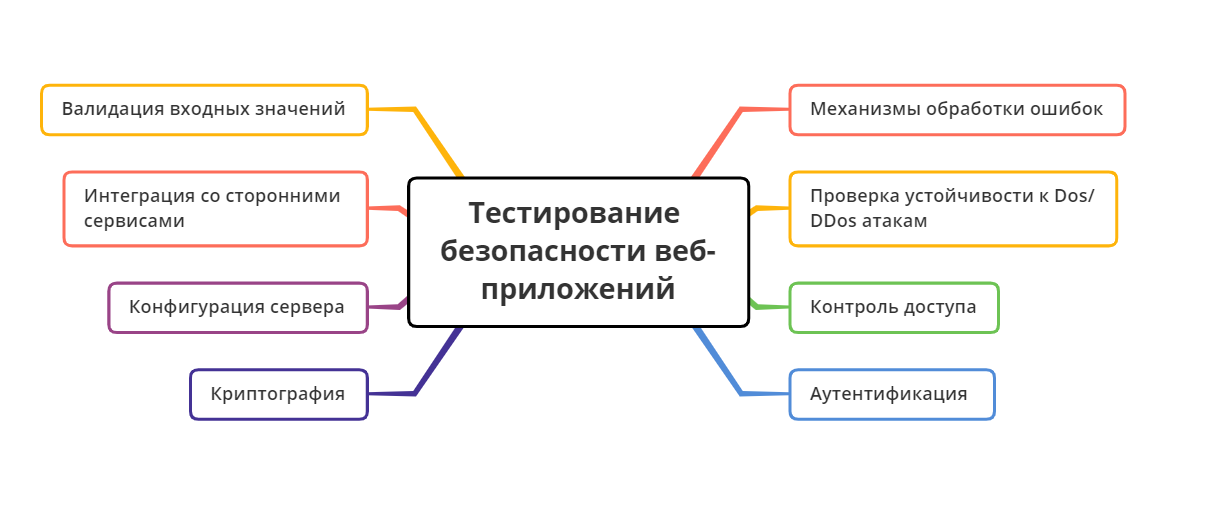 Валидация входных значений
Интеграция со сторонними
сервисами
Конфигурация сервера
Криптография
Тестирование
безопасности веб-
приложений
Механизмы обработки ошибок
Проверка устойчивости к Dos/
DDos атакам
Контроль доступа
Аутентификация